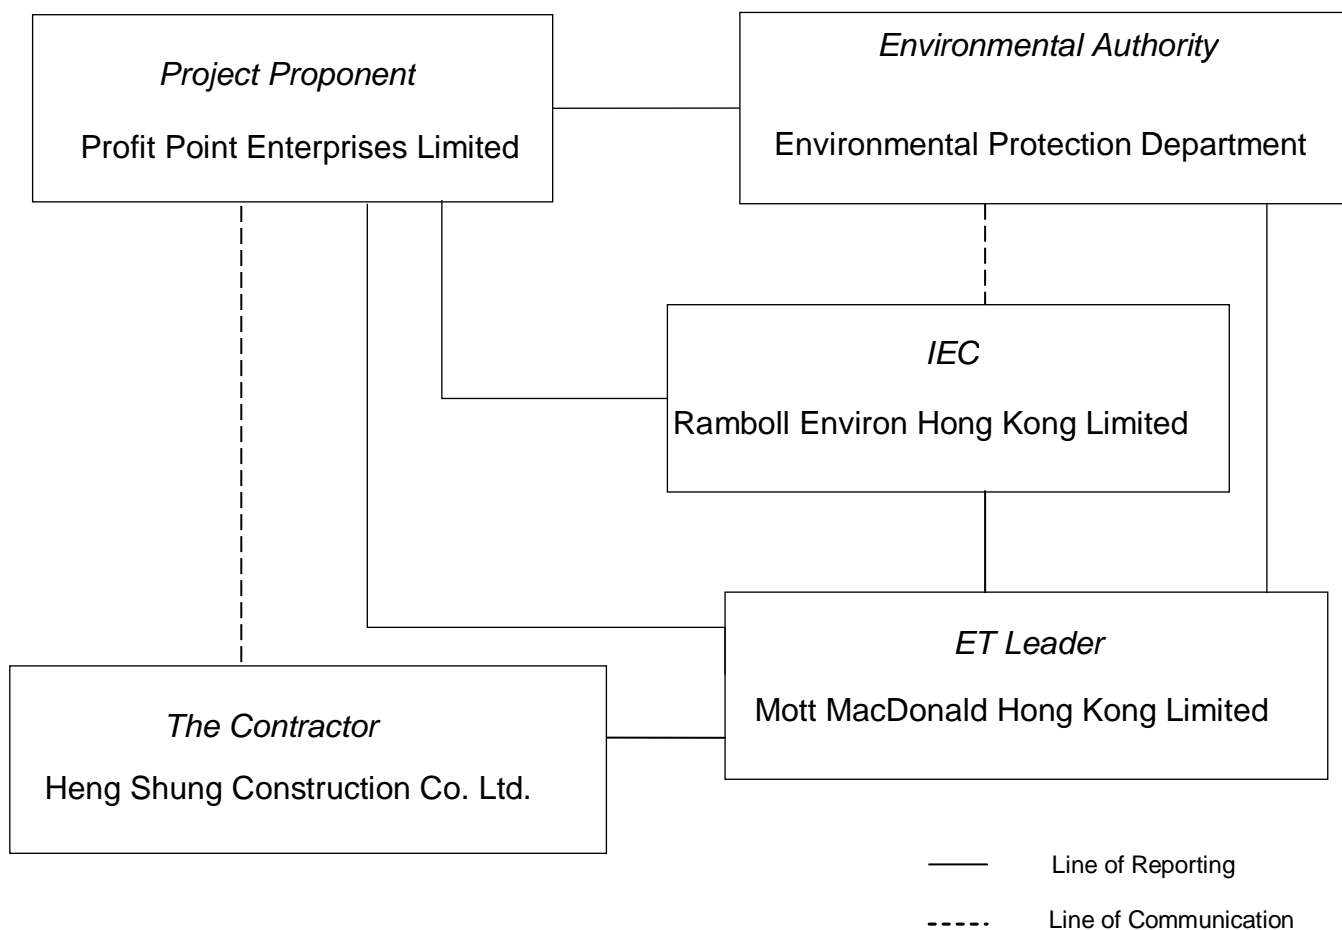 Project Proponent
Profit Point Enterprises Limited
Environmental Authority
Environmental Protection Department
IEC
Ramboll Environ Hong Kong Limited
ET Leader
Mott MacDonald Hong Kong Limited
The Contractor
Heng Shung Construction Co. Ltd.
Line of Reporting
Line of Communication